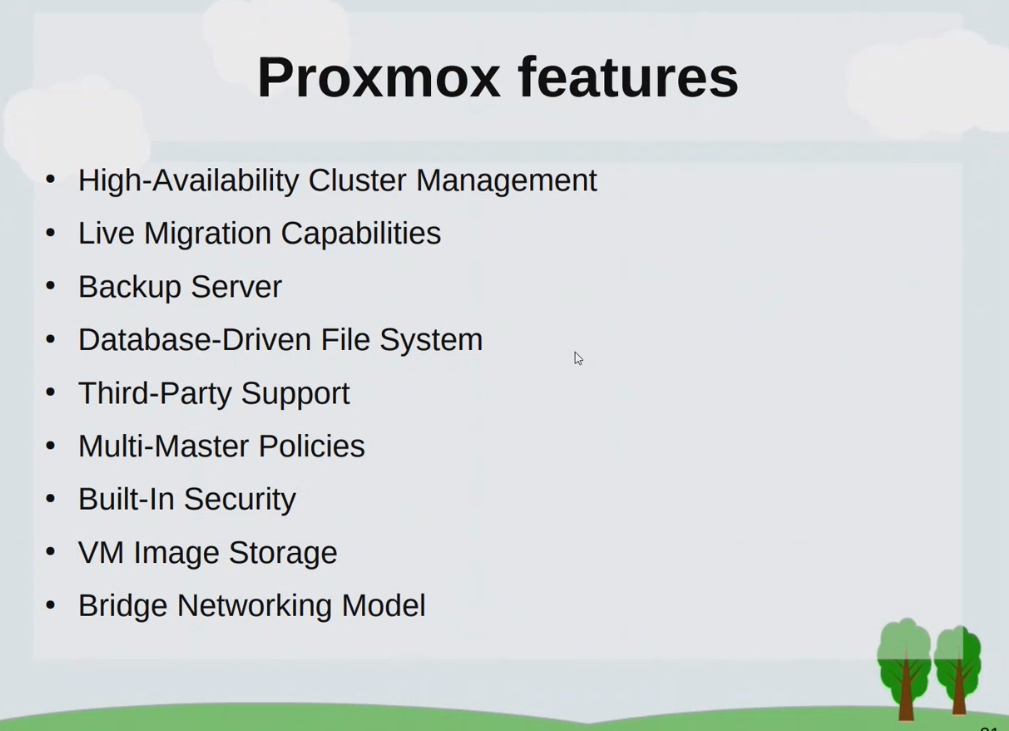 Proxmox features
• High-Availability Cluster Management
• Live Migration Capabilities
• Backup Server
• Database-Driven File System
• Third-Party Support
• Multi-Master Policies
• Built-In Security
• VM Image Storage
• Bridge Networking Model